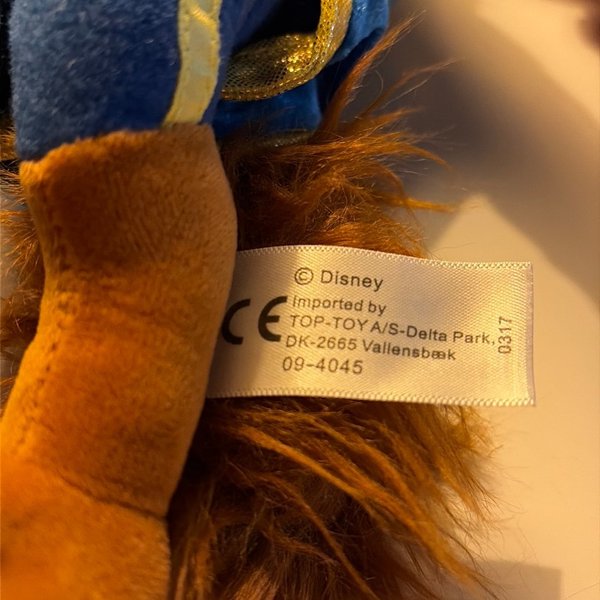 © Disney
CE
Imported by
TOP-TOY A/S-Delta Park,
DK-2665 Vallensbæk
09-4045
0317